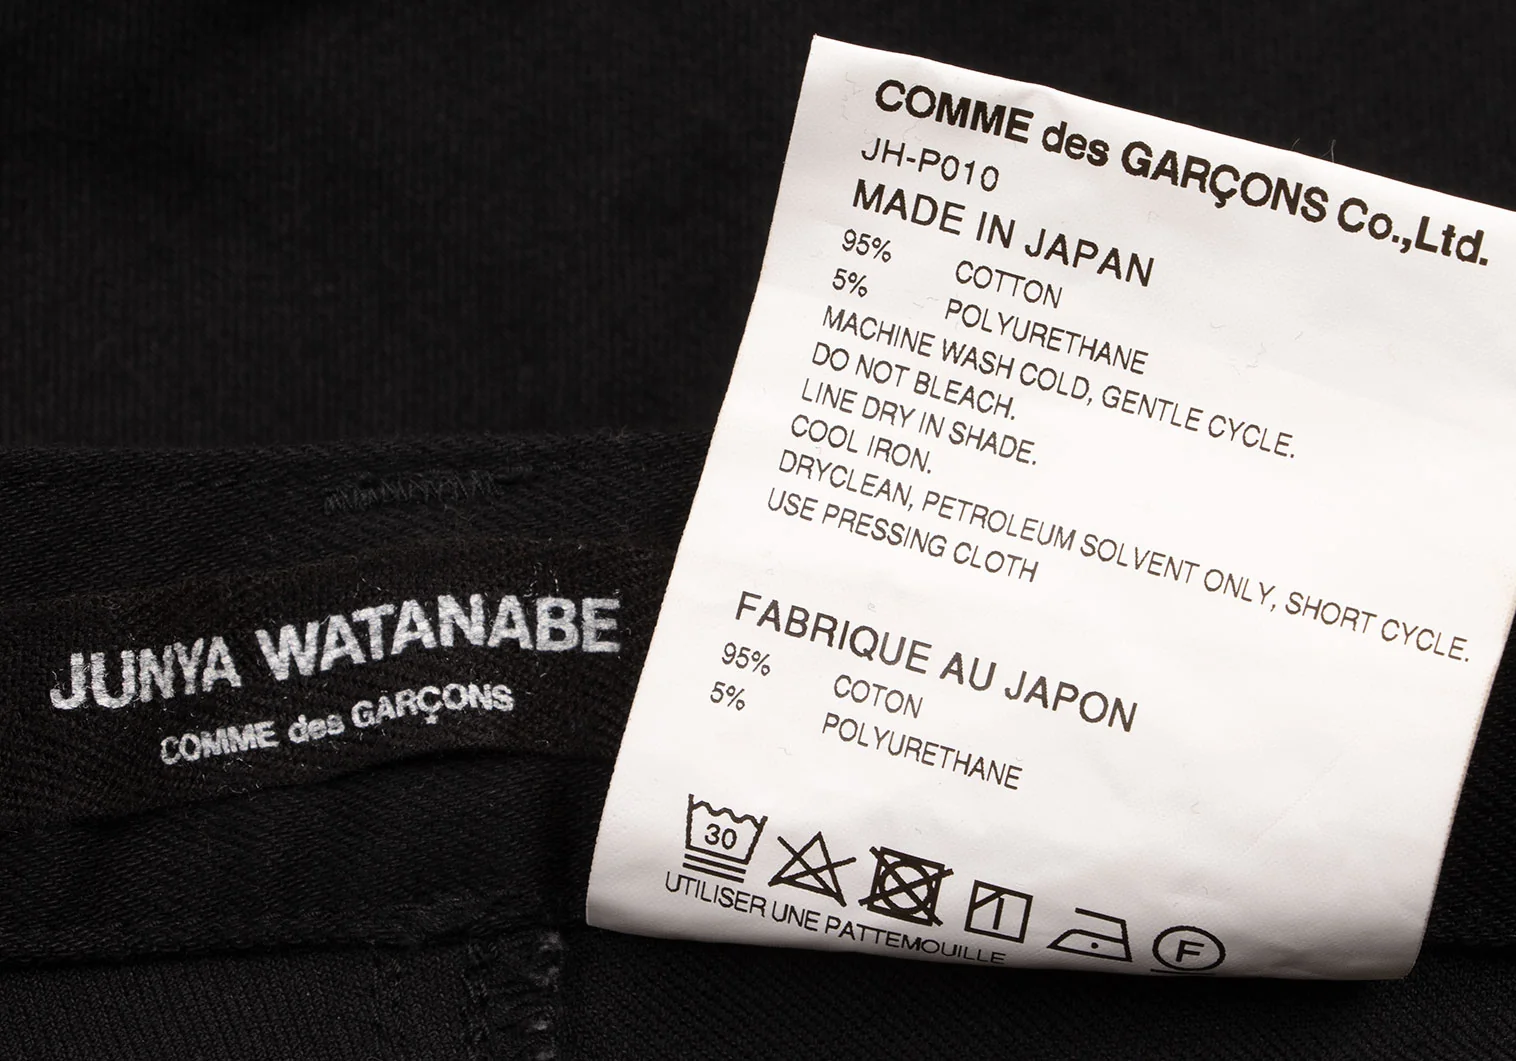 JUNYA WATANABE
COMME des GARÇONS
COMME des GARÇONS Co.,Ltd.
JH-P010
MADE IN JAPAN
95% COTTON
5% POLYURETHANE
MACHINE WASH COLD, GENTLE CYCLE.
DO NOT BLEACH.
LINE DRY IN SHADE.
COOL IRON.
DRYCLEAN, PETROLEUM SOLVENT ONLY, SHORT CYCLE.
USE PRESSING CLOTH
FABRIQUE AU JAPON
95% COTON
5% POLYURETHANE
30
F
UTILISER UNE PATTEMOUILLE